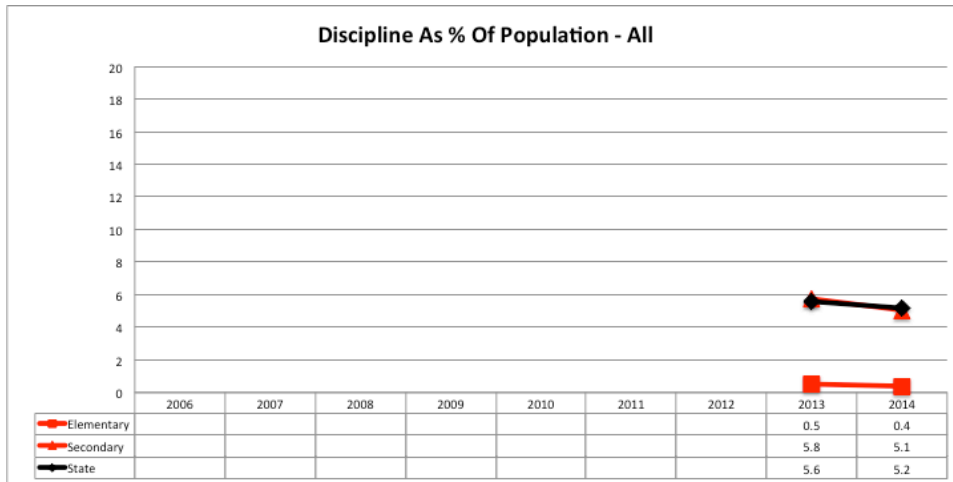 Discipline As % Of Population - All
20
18
16
14
12
10
8
6
4
2
0
2006 2007 2008 2009 2010 2011 2012 2013 2014
Elementary 0.5 0.4
Secondary 5.8 5.1
State 5.6 5.2